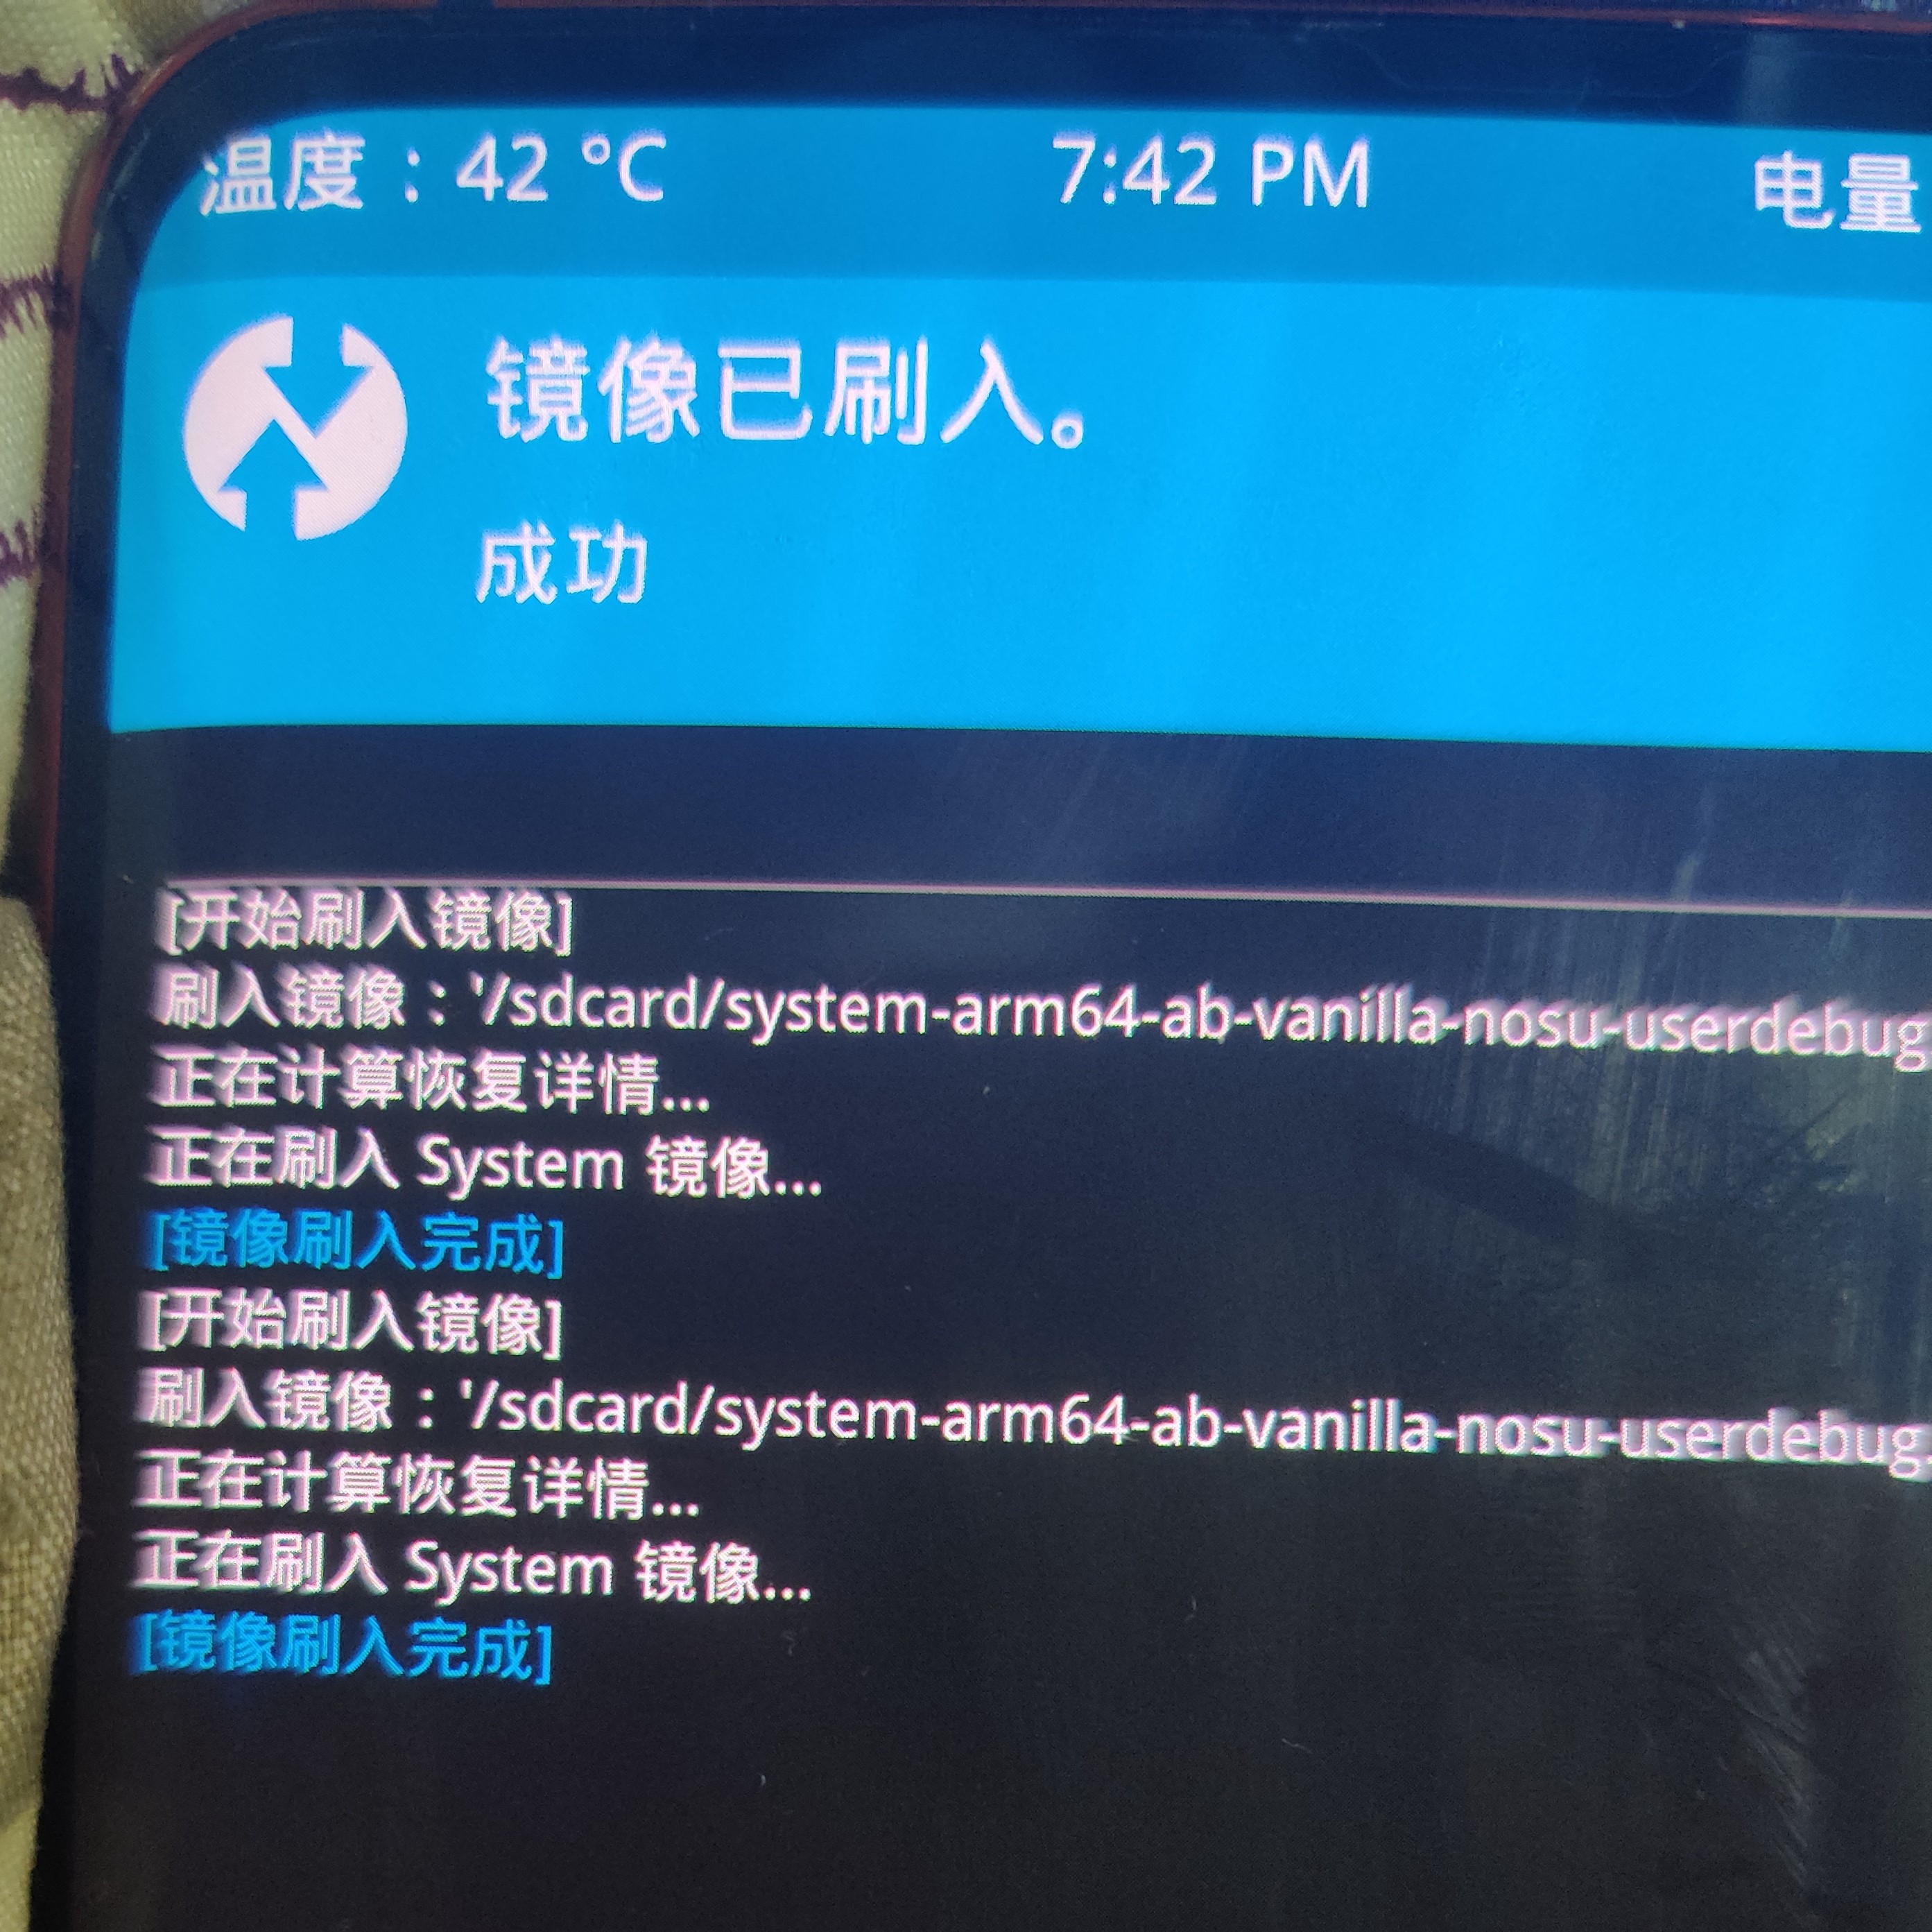 温度：42 °C 7:42 PM 电量
镜像已刷入。
成功
[开始刷入镜像]
刷入镜像：'/sdcard/system-arm64-ab-vanilla-nosu-userdebug
正在计算恢复详情...
正在刷入 System 镜像...
[镜像刷入完成]
[开始刷入镜像]
刷入镜像：'/sdcard/system-arm64-ab-vanilla-nosu-userdebug.
正在计算恢复详情...
正在刷入 System 镜像...
[镜像刷入完成]